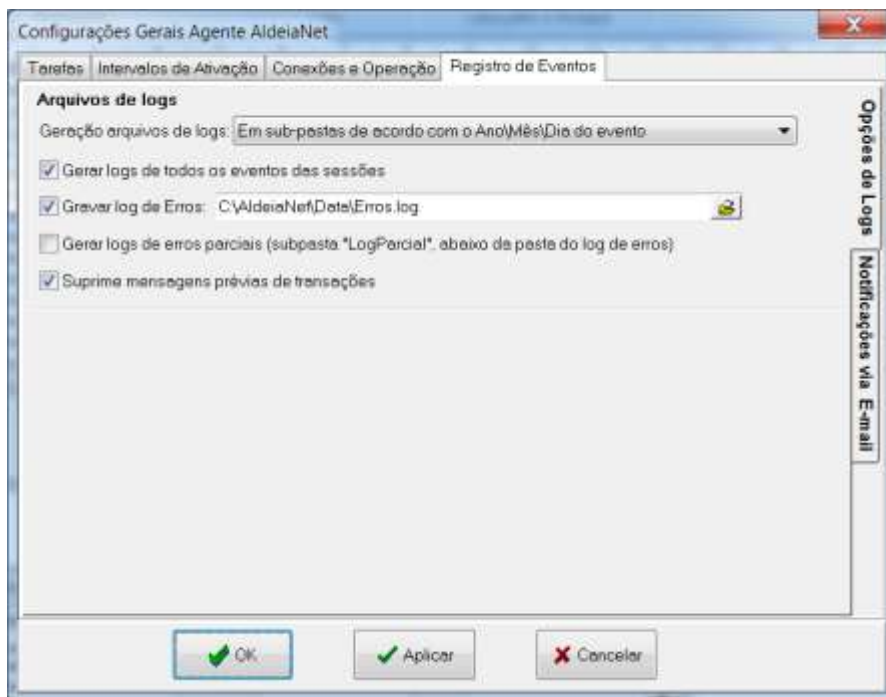 Configurações Gerais Agente AldeiaNet
Tarefas Intervalos de Ativação Conexões e Operação Registro de Eventos
Arquivos de logs
Geração arquivos de logs: Em sub-pastas de acordo com o Ano\Mês\Dia do evento
Gerar logs de todos os eventos das sessões
Gravar log de Erros: C:\AldeiaNet\Data\Erros.log
Gerar logs de erros parciais (subpasta "LogParcial", abaixo da pasta do log de erros)
Suprime mensagens prévias de transações
Opções de Logs
Notificações via E-mail
OK Aplicar Cancelar